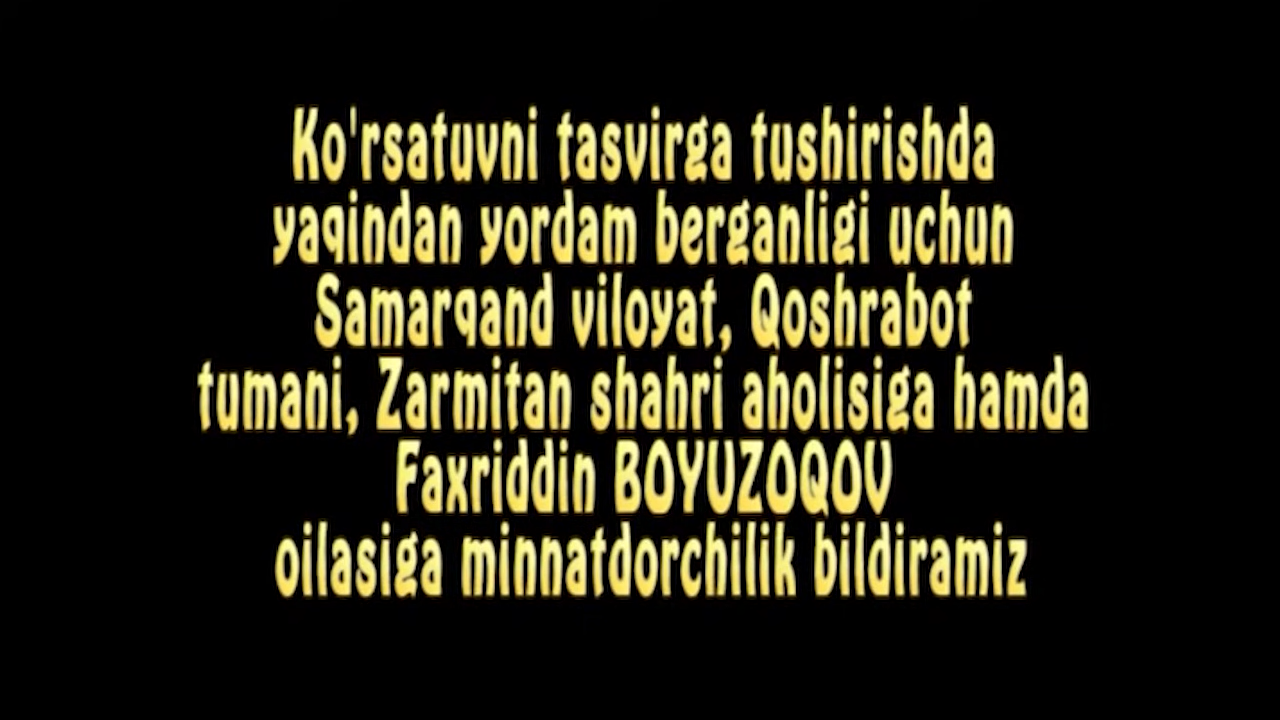 Ko'rsatuvni tasvirga tushirishda
yaqindan yordam berganligi uchun
Samarqand viloyat, Qoshrabot
tumani, Zarmitan shahri aholisiga hamda
Faxriddin BOYUZOQOV
oilasiga minnatdorchilik bildiramiz